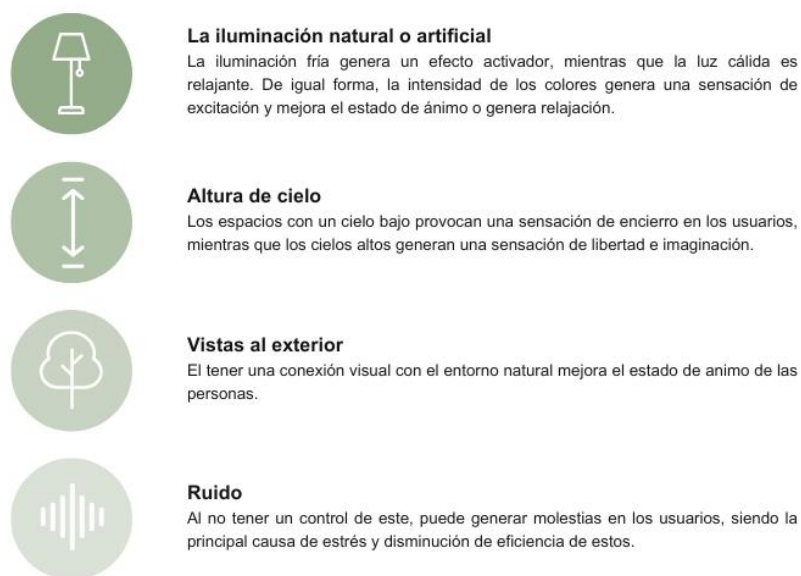 La iluminación natural o artificial
La iluminación fría genera un efecto activador, mientras que la luz cálida es
relajante. De igual forma, la intensidad de los colores genera una sensación de
excitación y mejora el estado de ánimo o genera relajación.
Altura de cielo
Los espacios con un cielo bajo provocan una sensación de encierro en los usuarios,
mientras que los cielos altos generan una sensación de libertad e imaginación.
Vistas al exterior
El tener una conexión visual con el entorno natural mejora el estado de animo de las
personas.
Ruido
Al no tener un control de este, puede generar molestias en los usuarios, siendo la
principal causa de estrés y disminución de eficiencia de estos.